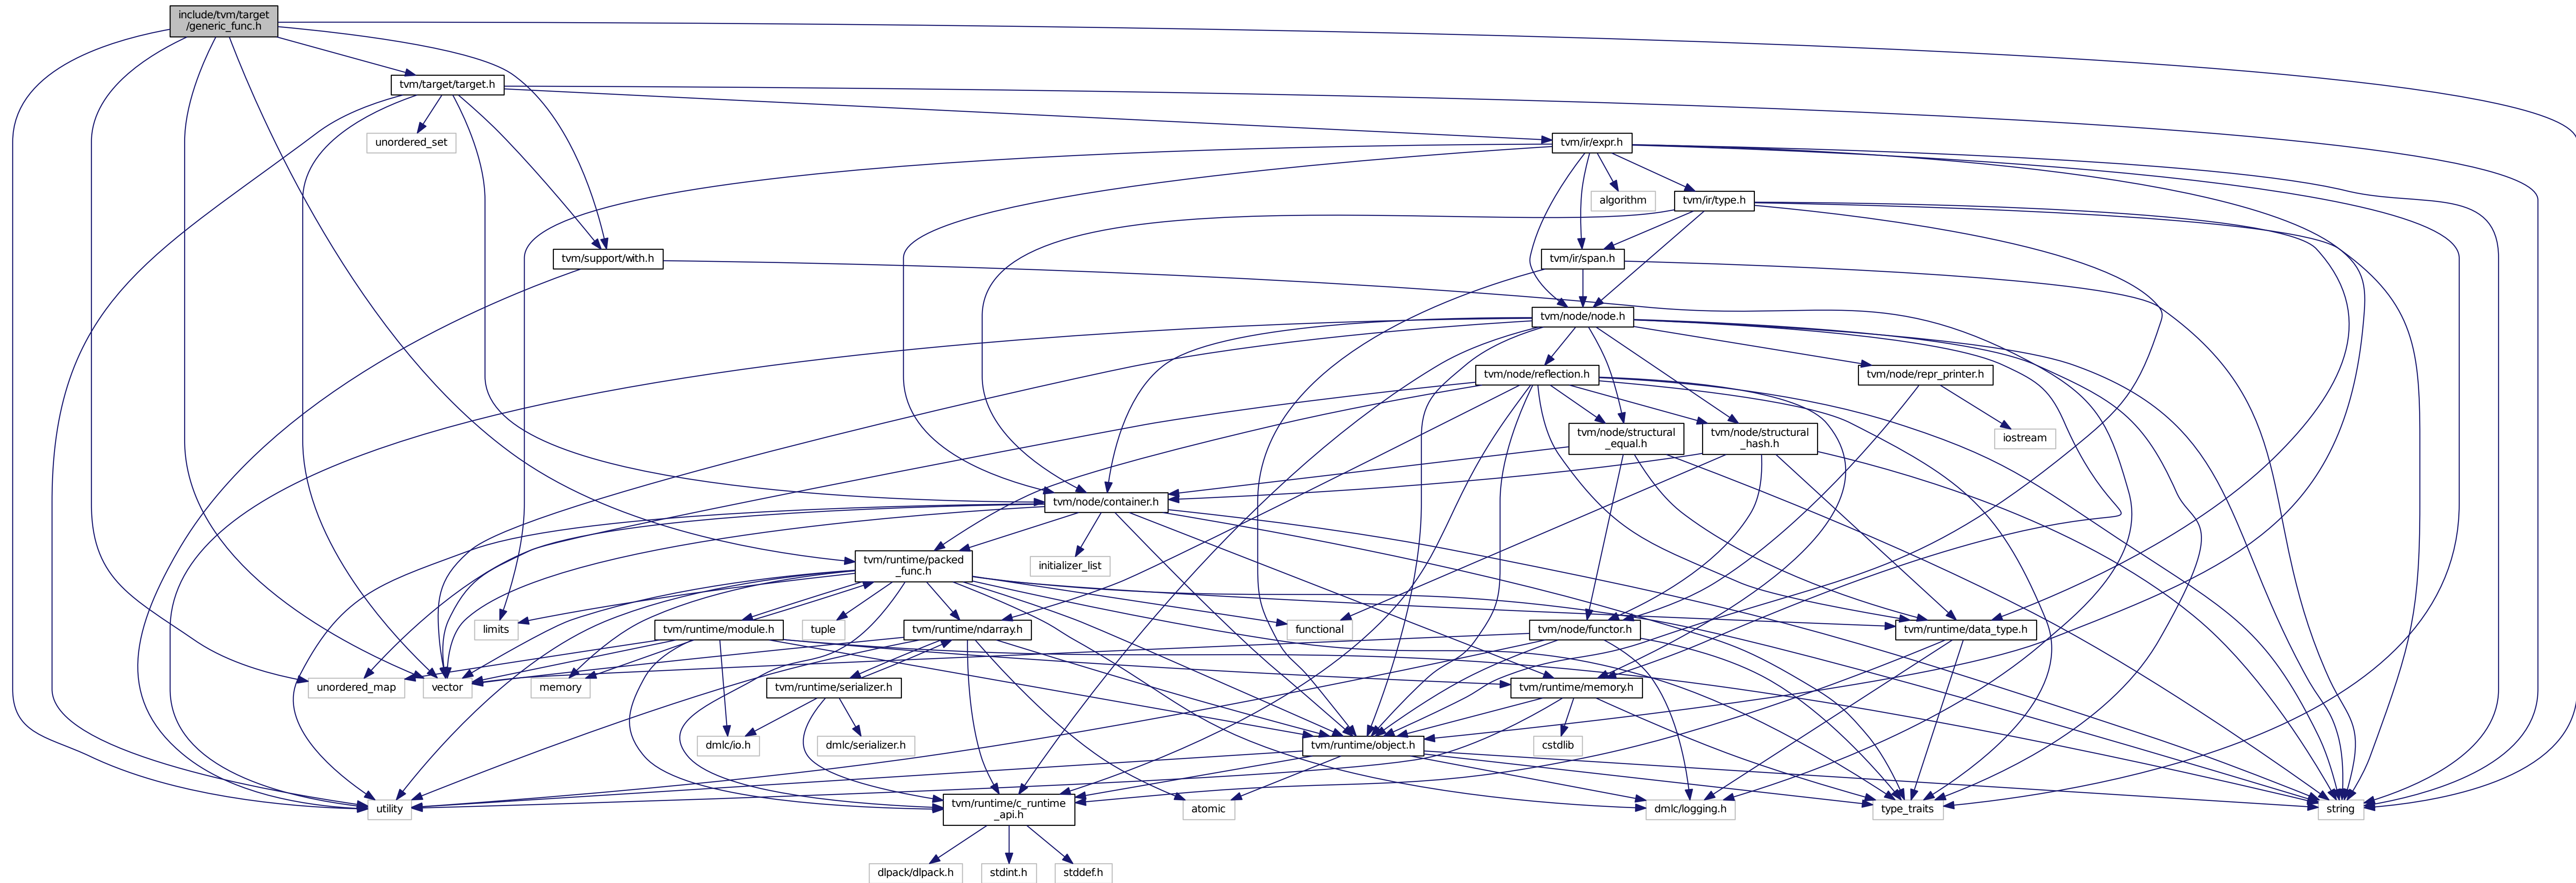 include/tvm/target
/generic_func.h
tvm/target/target.h
unordered_set
tvm/ir/expr.h
algorithm
tvm/ir/type.h
tvm/support/with.h
tvm/ir/span.h
tvm/node/node.h
tvm/node/reflection.h
tvm/node/repr_printer.h
tvm/node/structural
_equal.h
tvm/node/structural
_hash.h
iostream
tvm/node/container.h
tvm/runtime/packed
_func.h
initializer_list
limits
tvm/runtime/module.h
tuple
tvm/runtime/ndarray.h
functional
tvm/node/functor.h
tvm/runtime/data_type.h
unordered_map
vector
memory
tvm/runtime/serializer.h
tvm/runtime/memory.h
dmlc/io.h
dmlc/serializer.h
tvm/runtime/object.h
cstdlib
utility
tvm/runtime/c_runtime
_api.h
atomic
dmlc/logging.h
type_traits
string
dlpack/dlpack.h
stdint.h
stddef.h